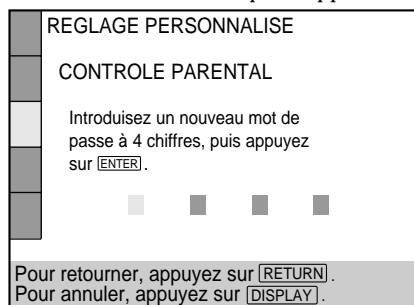 REGLAGE PERSONNALISE
CONTROLE PARENTAL
Introduisez un nouveau mot de
passe à 4 chiffres, puis appuyez
sur ENTER.
Pour retourner, appuyez sur RETURN.
Pour annuler, appuyez sur DISPLAY.